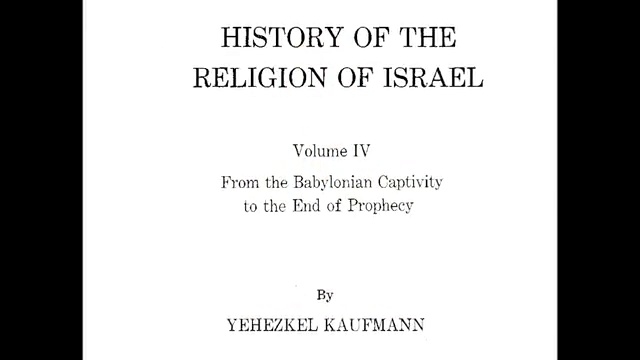 HISTORY OF THE
RELIGION OF ISRAEL
Volume IV
From the Babylonian Captivity
to the End of Prophecy
By
YEHEZKEL KAUFMANN